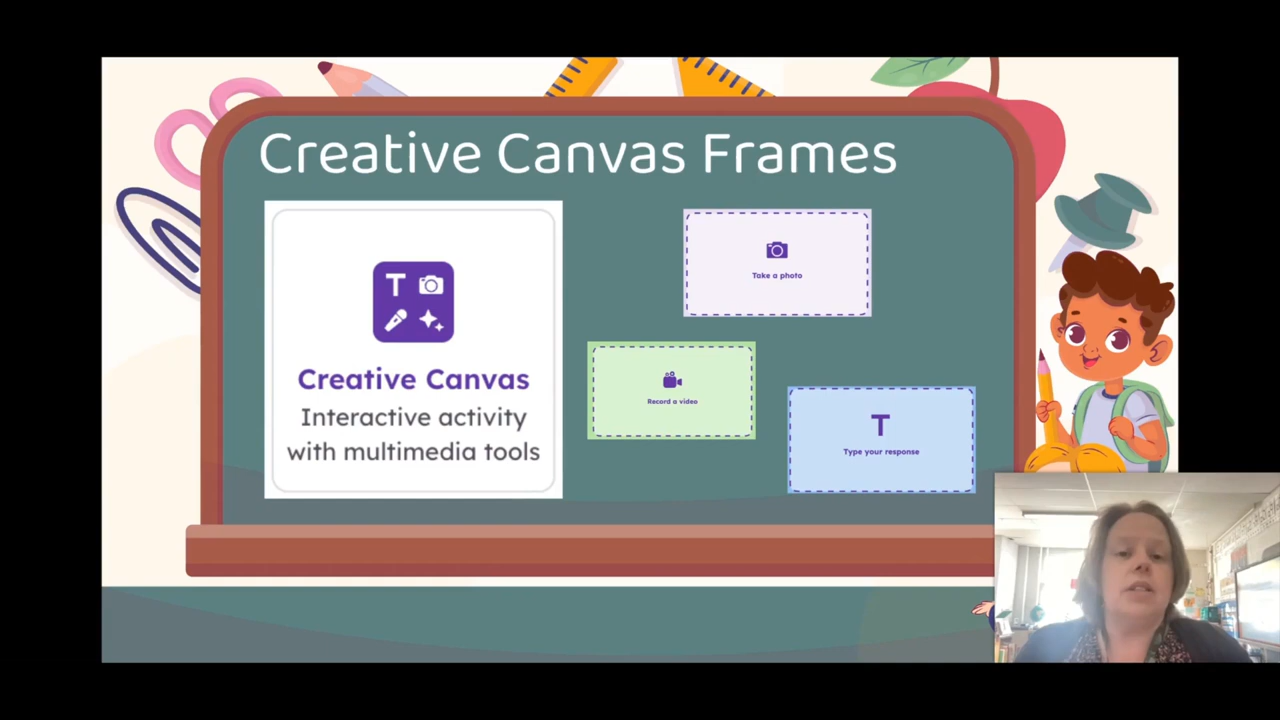 Creative Canvas Frames
T
Creative Canvas
Interactive activity
with multimedia tools
Take a photo
Record a video
T
Type your response